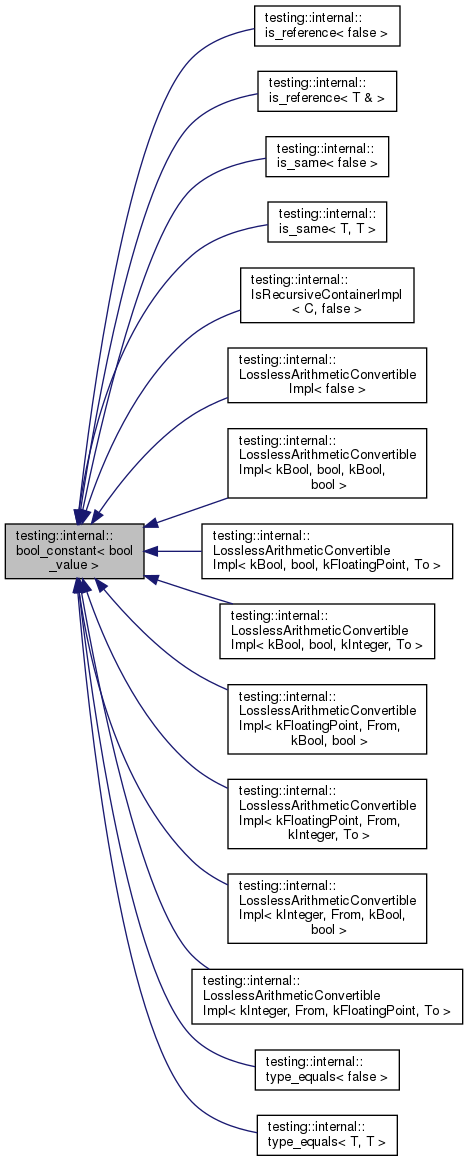 testing::internal::
is_reference< false >
testing::internal::
is_reference< T & >
testing::internal::
is_same< false >
testing::internal::
is_same< T, T >
testing::internal::
IsRecursiveContainerImpl
< C, false >
testing::internal::
LosslessArithmeticConvertible
Impl< false >
testing::internal::
LosslessArithmeticConvertible
Impl< kBool, bool, kBool,
bool >
testing::internal::
bool_constant< bool
_value >
testing::internal::
LosslessArithmeticConvertible
Impl< kBool, bool, kFloatingPoint, To >
testing::internal::
LosslessArithmeticConvertible
Impl< kBool, bool, kInteger, To >
testing::internal::
LosslessArithmeticConvertible
Impl< kFloatingPoint, From,
kBool, bool >
testing::internal::
LosslessArithmeticConvertible
Impl< kFloatingPoint, From,
kInteger, To >
testing::internal::
LosslessArithmeticConvertible
Impl< kInteger, From, kBool,
bool >
testing::internal::
LosslessArithmeticConvertible
Impl< kInteger, From, kFloatingPoint, To >
testing::internal::
type_equals< false >
testing::internal::
type_equals< T, T >